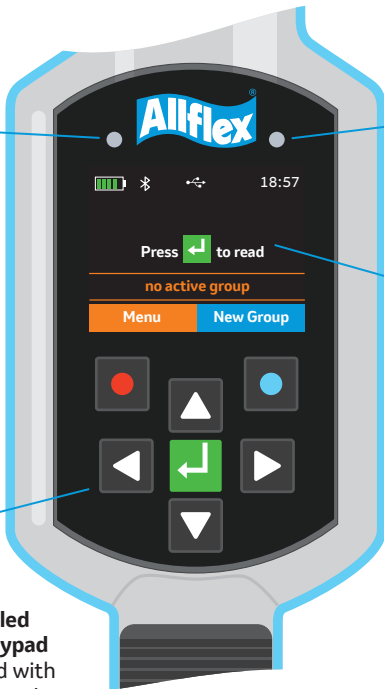 Allflex®
18:57
Press to read
no active group
Menu New Group
led
ypad
d with